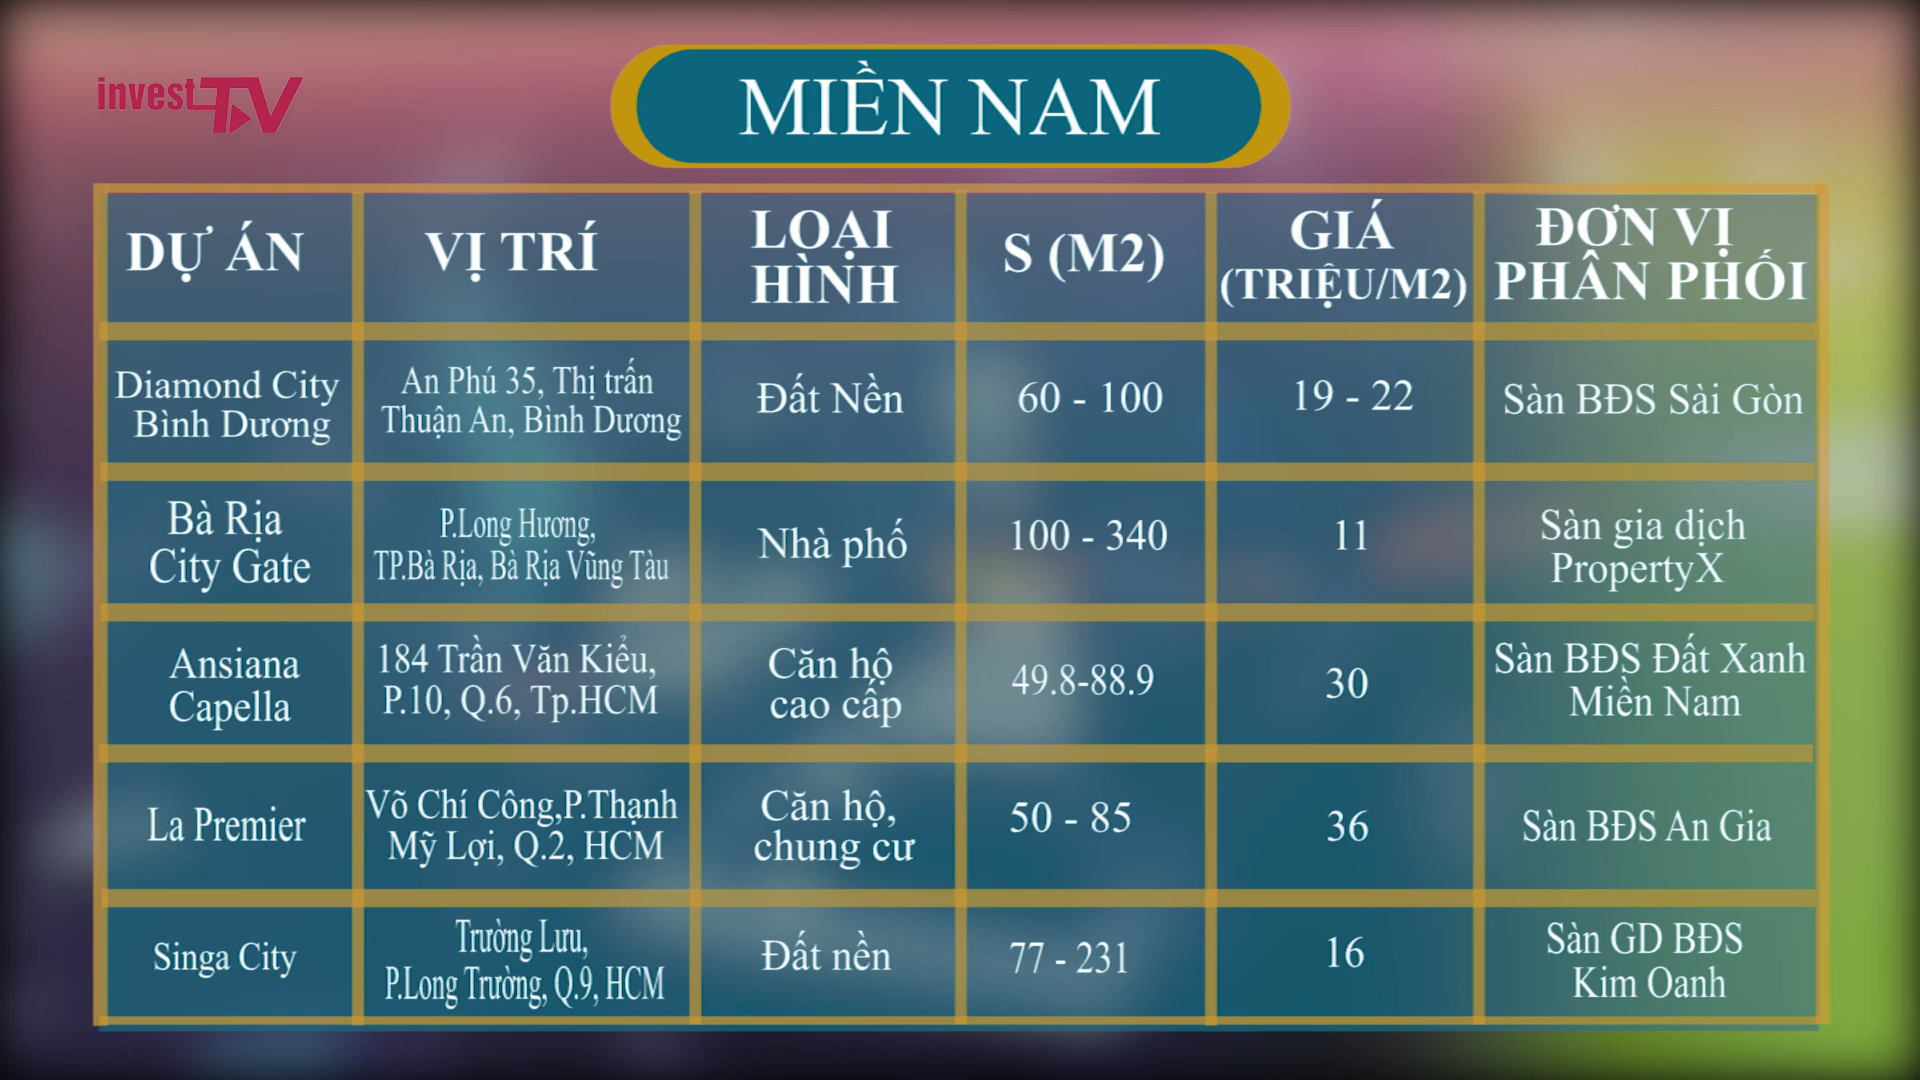 invest TV
MIỀN NAM
DỰ ÁN
VỊ TRÍ
LOẠI
HÌNH
S (M2)
GIÁ
(TRIỆU/M2)
ĐƠN VỊ
PHÂN PHỐI
Diamond City
Bình Dương
An Phú 35, Thị trấn
Thuận An, Bình Dương
Đất Nền
60 - 100
19 - 22
Sàn BĐS Sài Gòn
Bà Rịa
City Gate
P.Long Hương,
TP.Bà Rịa, Bà Rịa Vũng Tàu
Nhà phố
100 - 340
11
Sàn gia dịch
PropertyX
Ansiana
Capella
184 Trần Văn Kiểu,
P.10, Q.6, Tp.HCM
Căn hộ
cao cấp
49.8-88.9
30
Sàn BĐS Đất Xanh
Miền Nam
La Premier
Võ Chí Công,P.Thạnh
Mỹ Lợi, Q.2, HCM
Căn hộ,
chung cư
50 - 85
36
Sàn BĐS An Gia
Singa City
Trường Lưu,
P.Long Trường, Q.9, HCM
Đất nền
77 - 231
16
Sàn GD BĐS
Kim Oanh